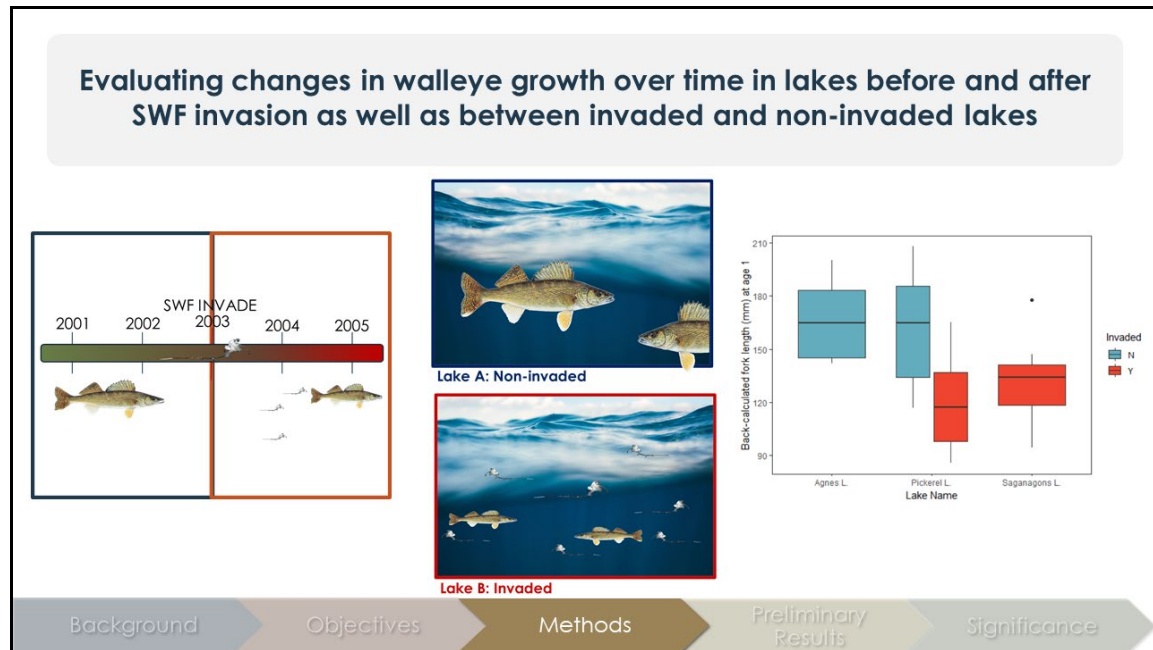 Evaluating changes in walleye growth over time in lakes before and after
SWF invasion as well as between invaded and non-invaded lakes
SWF INVADE
2001 2002 2003 2004 2005
Lake A: Non-invaded
Lake B: Invaded
Back-calculated fork length (mm) at age 1
210
180
150
120
90
Agnes L. Pickerel L. Saganagons L.
Lake Name
Invaded
N
Y
Background Objectives Methods Preliminary Results Significance